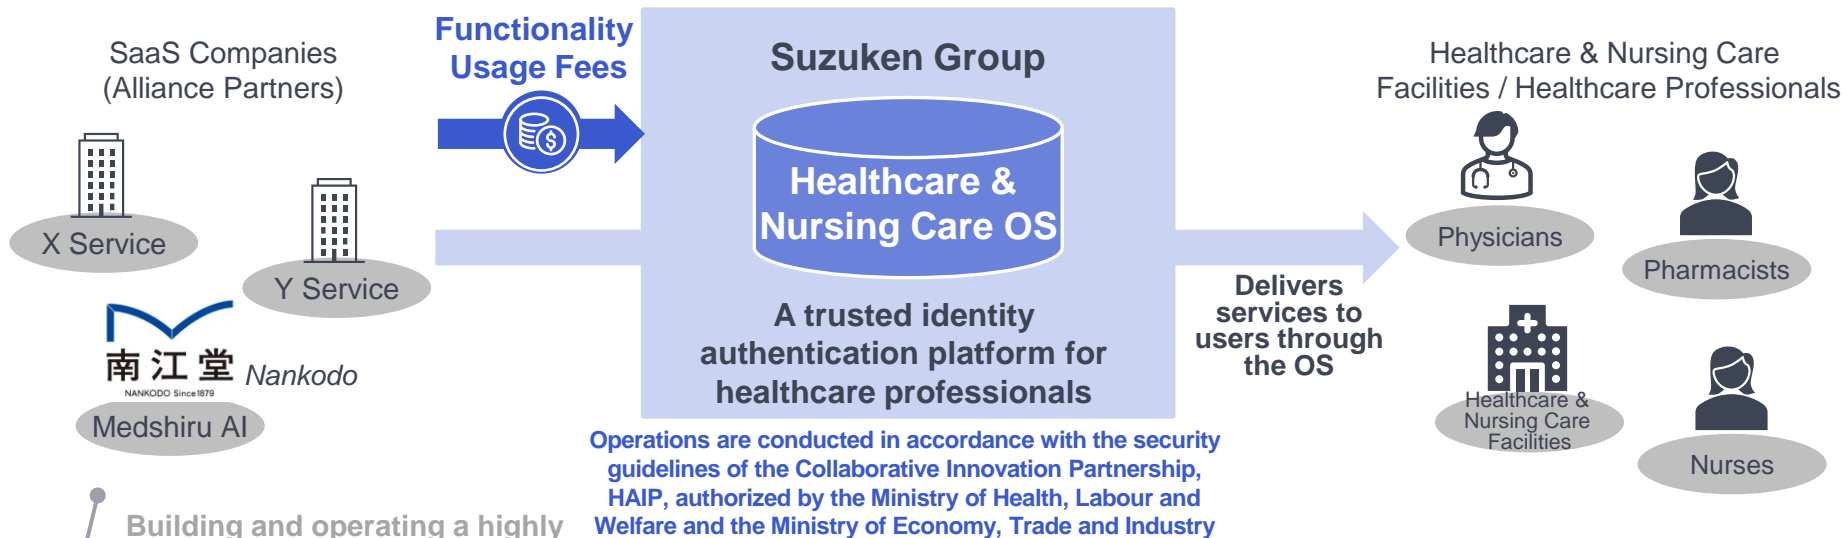 SaaS Companies
(Alliance Partners)
X Service
Y Service
南江堂
NANKODO Since1879
Nankodo
Medshiru AI
Functionality
Usage Fees
$
Suzuken Group
Healthcare &
Nursing Care OS
A trusted identity
authentication platform for
healthcare professionals
Operations are conducted in accordance with the security
guidelines of the Collaborative Innovation Partnership,
HAIP, authorized by the Ministry of Health, Labour and
Welfare and the Ministry of Economy, Trade and Industry
Delivers
services to
users through
the OS
Healthcare & Nursing Care
Facilities / Healthcare Professionals
Physicians
Pharmacists
Healthcare &
Nursing Care
Facilities
Nurses
Building and operating a highly